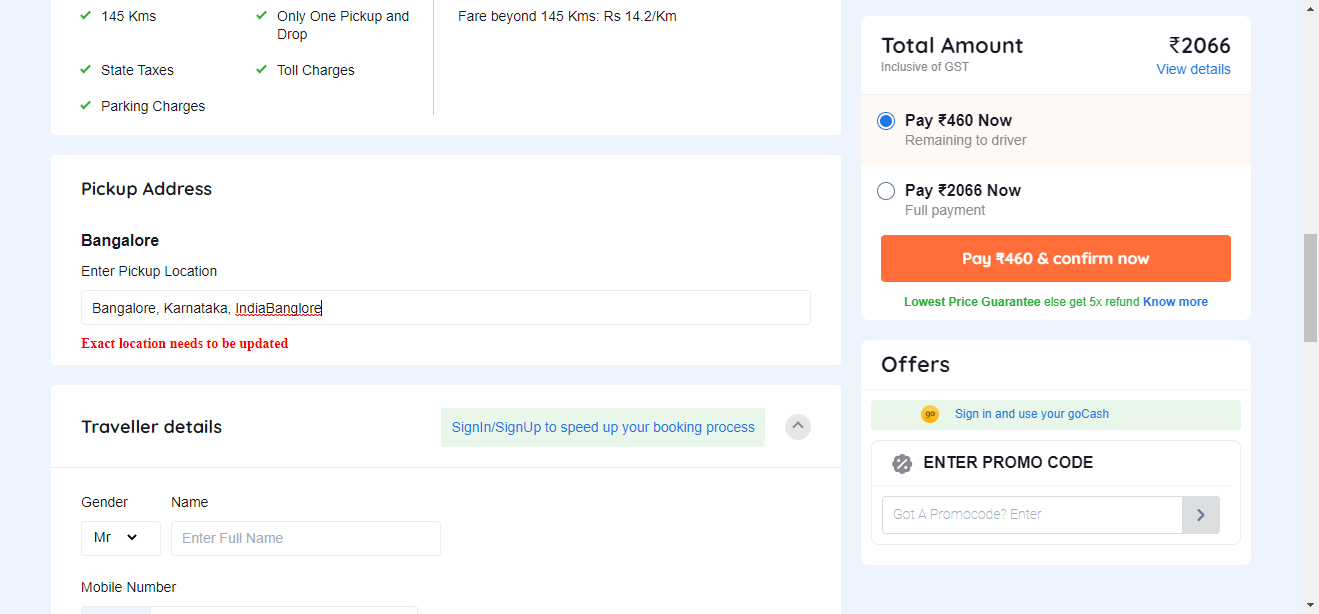 145 Kms
Only One Pickup and
Drop
Fare beyond 145 Kms: Rs 14.2/Km
State Taxes
Toll Charges
Parking Charges
Pickup Address
Bangalore
Enter Pickup Location
Bangalore, Karnataka, IndiaBanglore
Exact location needs to be updated
Traveller details
SignIn/SignUp to speed up your booking process
Gender
Name
Mr
Enter Full Name
Mobile Number
Total Amount
₹2066
Inclusive of GST
View details
Pay ₹460 Now
Remaining to driver
Pay ₹2066 Now
Full payment
Pay ₹460 & confirm now
Lowest Price Guarantee else get 5x refund Know more
Offers
go
Sign in and use your goCash
ENTER PROMO CODE
Got A Promocode? Enter